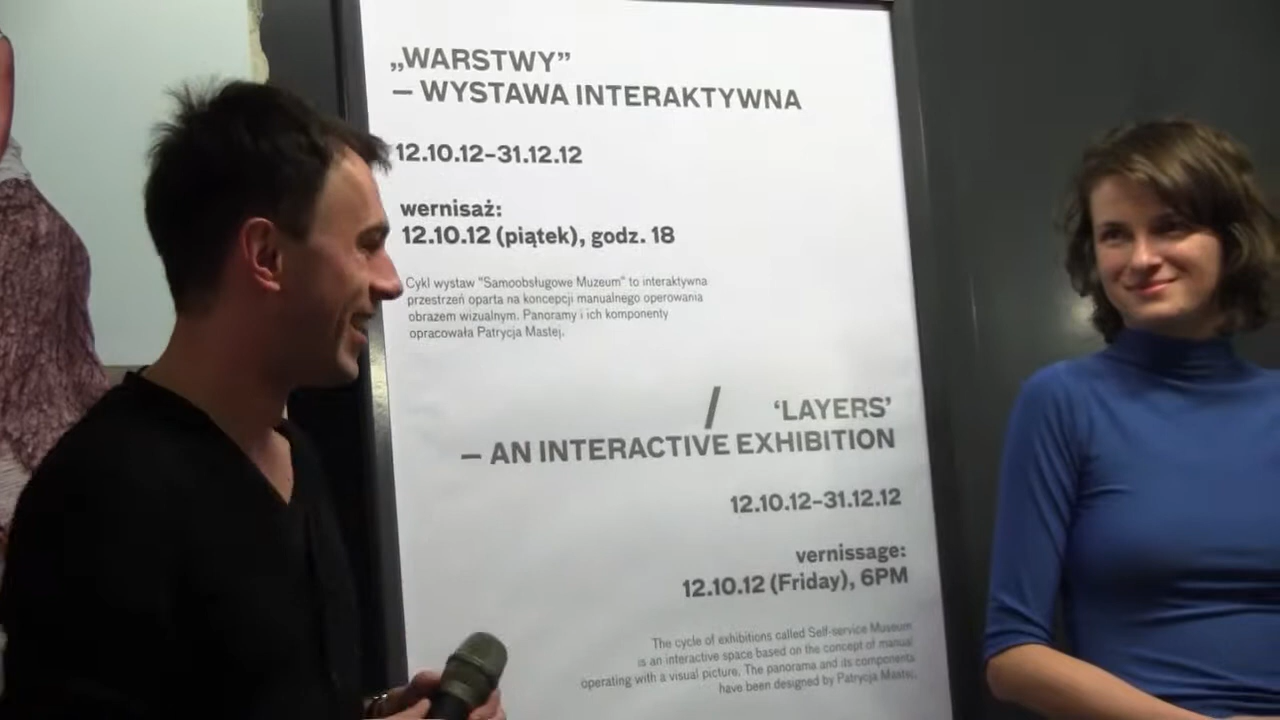 „WARSTWY”
– WYSTAWA INTERAKTYWNA
12.10.12–31.12.12
wernisaż:
12.10.12 (piątek), godz. 18
Cykl wystaw "Samoobsługowe Muzeum" to interaktywna
przestrzeń oparta na koncepcji manualnego operowania
obrazem wizualnym. Panoramy i ich komponenty
opracowała Patrycja Mastej.
/ ‘LAYERS’
– AN INTERACTIVE EXHIBITION
12.10.12–31.12.12
vernissage:
12.10.12 (Friday), 6PM
The cycle of exhibitions called Self-service Museum
is an interactive space based on the concept of manual
operating with a visual picture. The panorama and its components
have been designed by Patrycja Mastej.